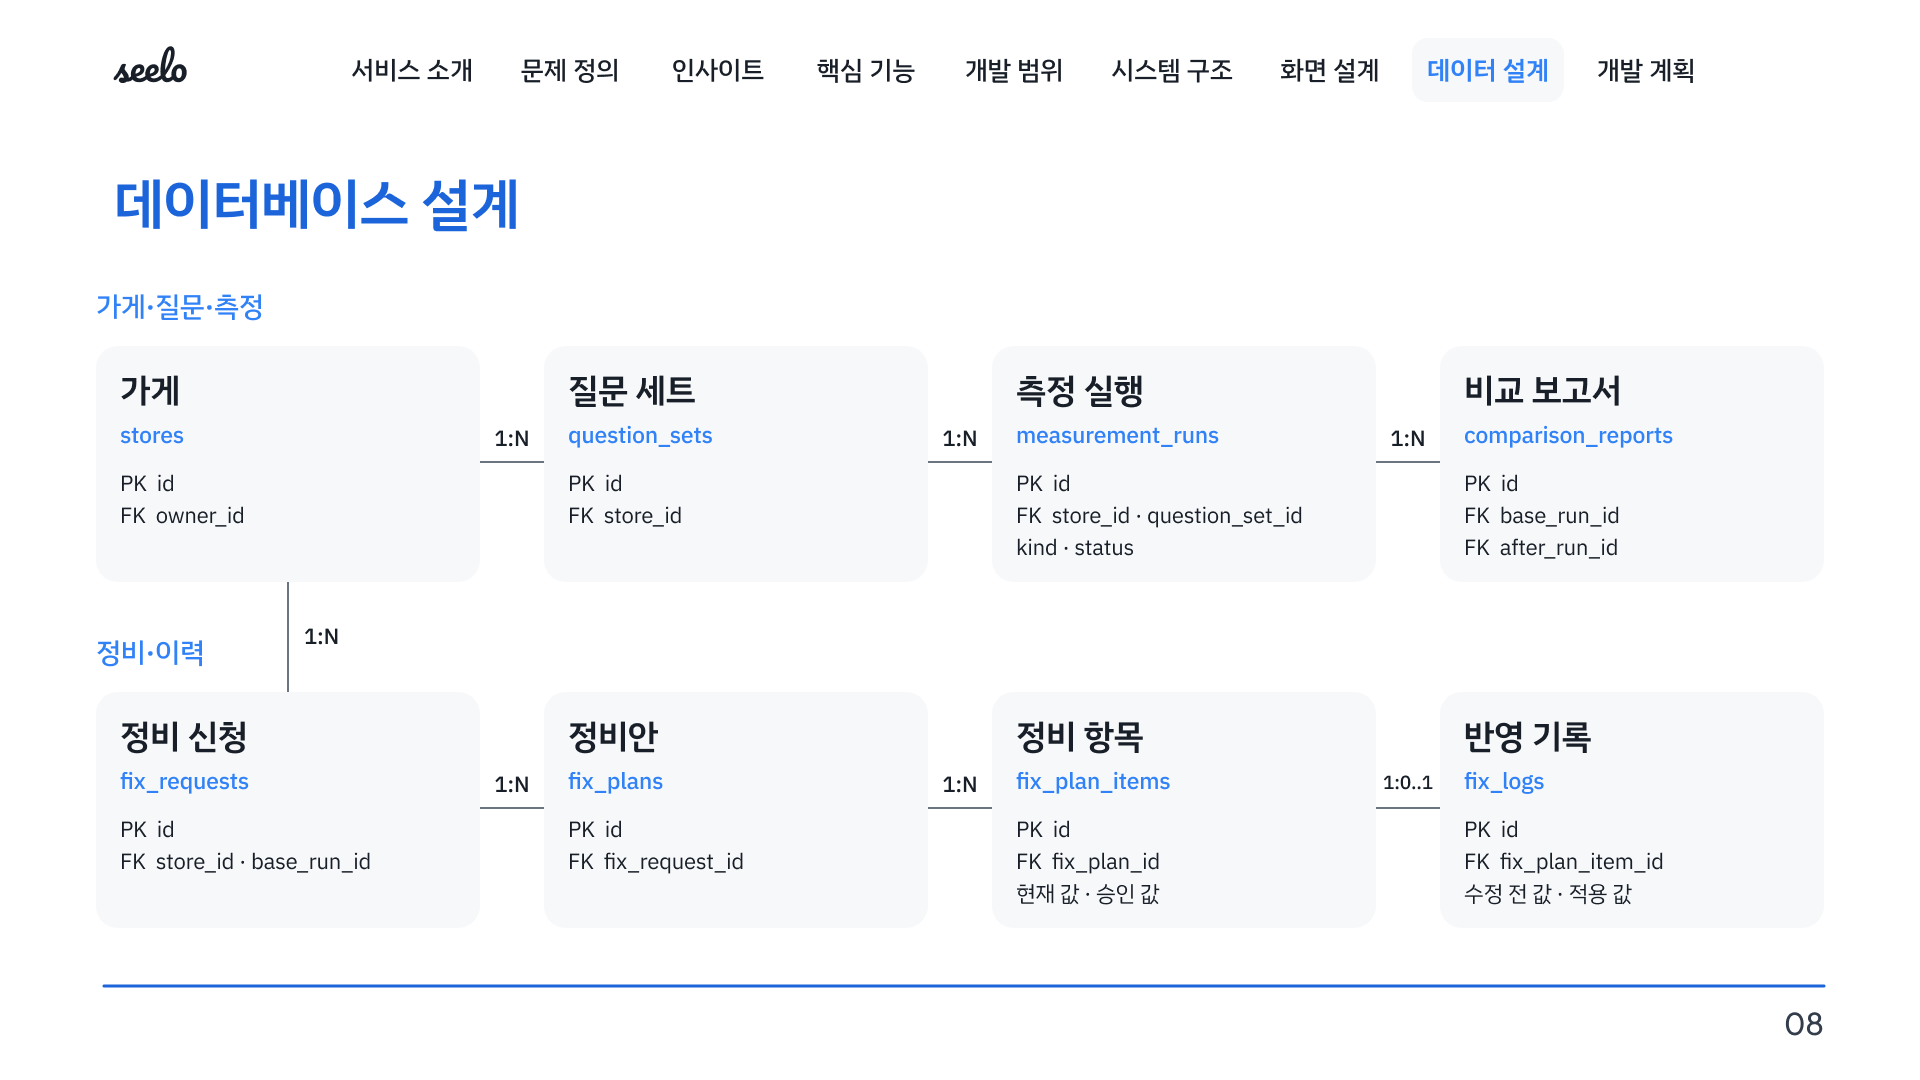 seelo
서비스 소개 문제 정의 인사이트 핵심 기능 개발 범위 시스템 구조 화면 설계 데이터 설계 개발 계획
데이터베이스 설계
가게·질문·측정
가게
stores
PK id
FK owner_id
1:N
질문 세트
question_sets
PK id
FK store_id
1:N
측정 실행
measurement_runs
PK id
FK store_id · question_set_id
kind · status
1:N
비교 보고서
comparison_reports
PK id
FK base_run_id
FK after_run_id
1:N
정비·이력
정비 신청
fix_requests
PK id
FK store_id · base_run_id
1:N
정비안
fix_plans
PK id
FK fix_request_id
1:N
정비 항목
fix_plan_items
PK id
FK fix_plan_id
현재 값 · 승인 값
1:0..1
반영 기록
fix_logs
PK id
FK fix_plan_item_id
수정 전 값 · 적용 값
08